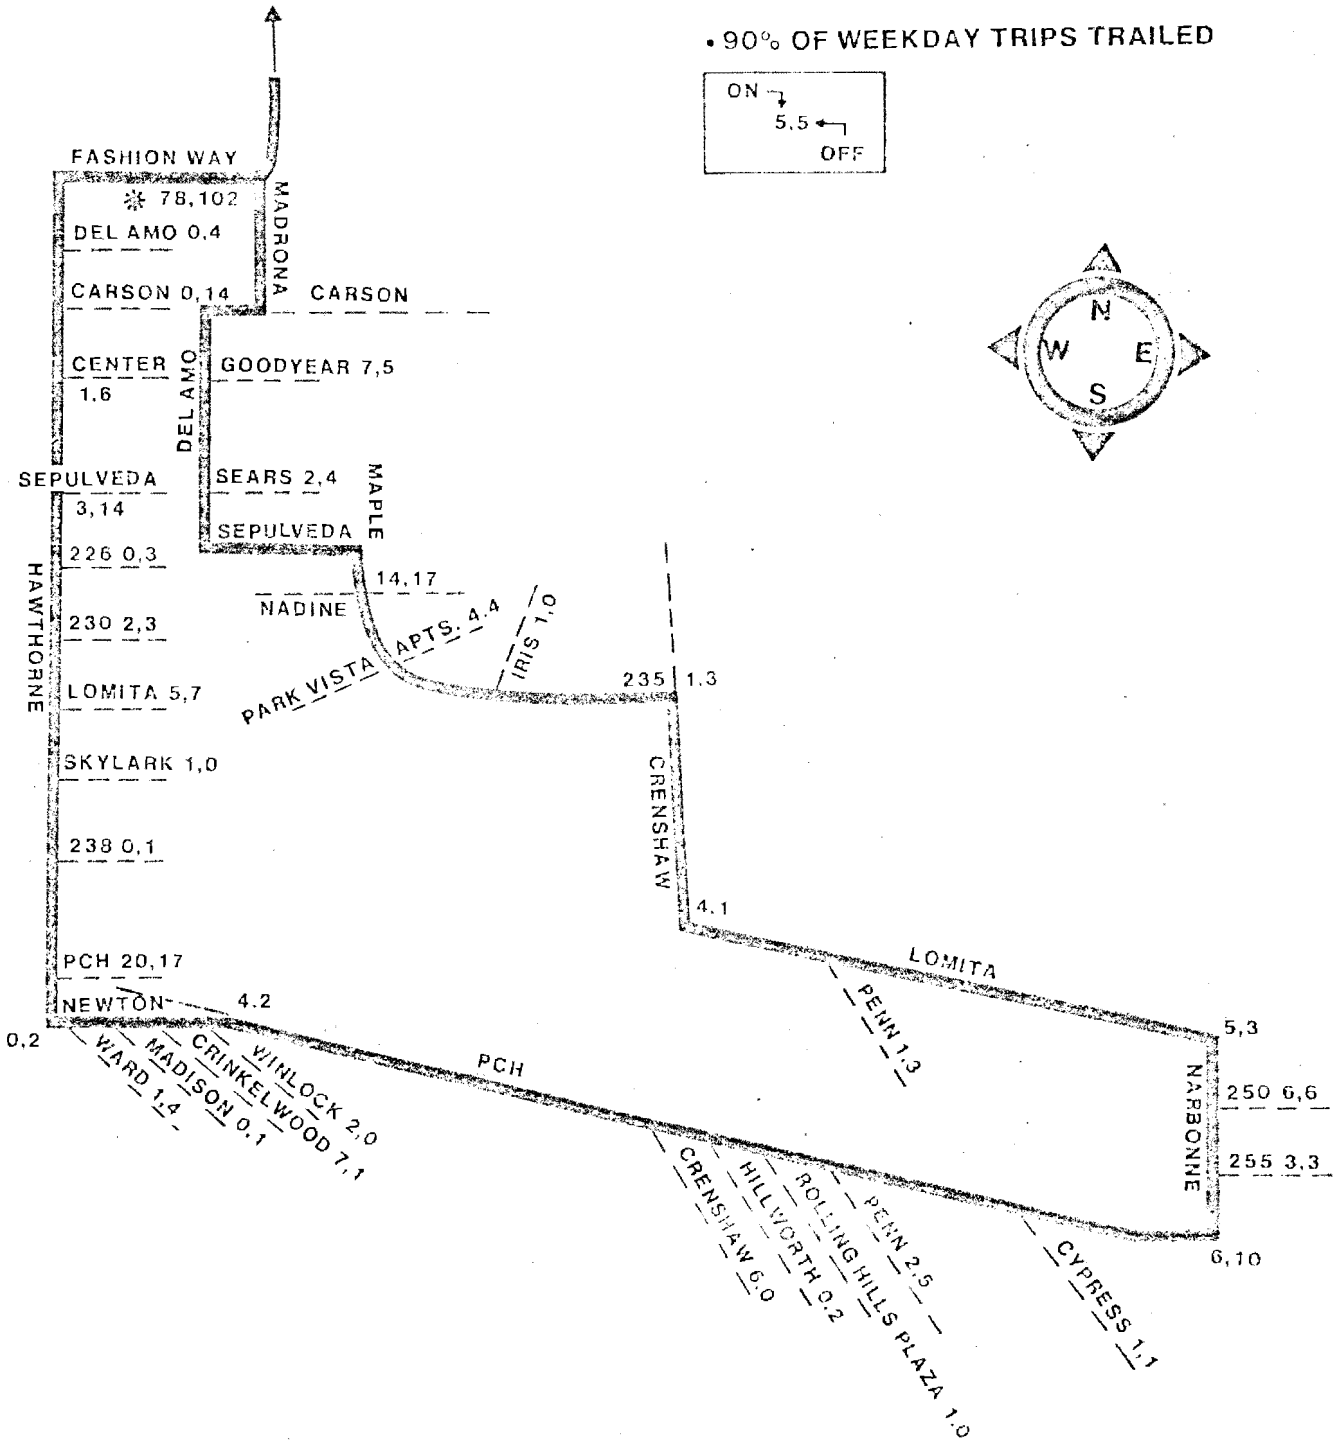 • 90% OF WEEKDAY TRIPS TRAILED
ON
5,5
OFF
FASHION WAY
78,102
MADRONA
DEL AMO 0,4
CARSON 0,14
CARSON
CENTER
1,6
DEL AMO
GOODYEAR 7,5
SEPULVEDA
3,14
SEARS 2,4
MAPLE
SEPULVEDA
226 0,3
HAWTHORNE
14,17
NADINE
230 2,3
PARK VISTA APTS. 4.4
IRIS 1,0
LOMITA 5,7
235 1.3
SKYLARK 1,0
CRENSHAW
238 0,1
4.1
PCH 20,17
LOMITA
NEWTON
4.2
0,2
WARD 1,4
MADISON 0,1
CRINKELWOOD 7,1
WINLOCK 2,0
PCH
PENN 1.3
5,3
NARBONNE
250 6,6
255 3,3
6,10
CRENSHAW 6.0
HILLWORTH 0.2
ROLLING HILLS PLAZA 1.0
PENN 2.5
CYPRESS 1,1
N
W
E
S